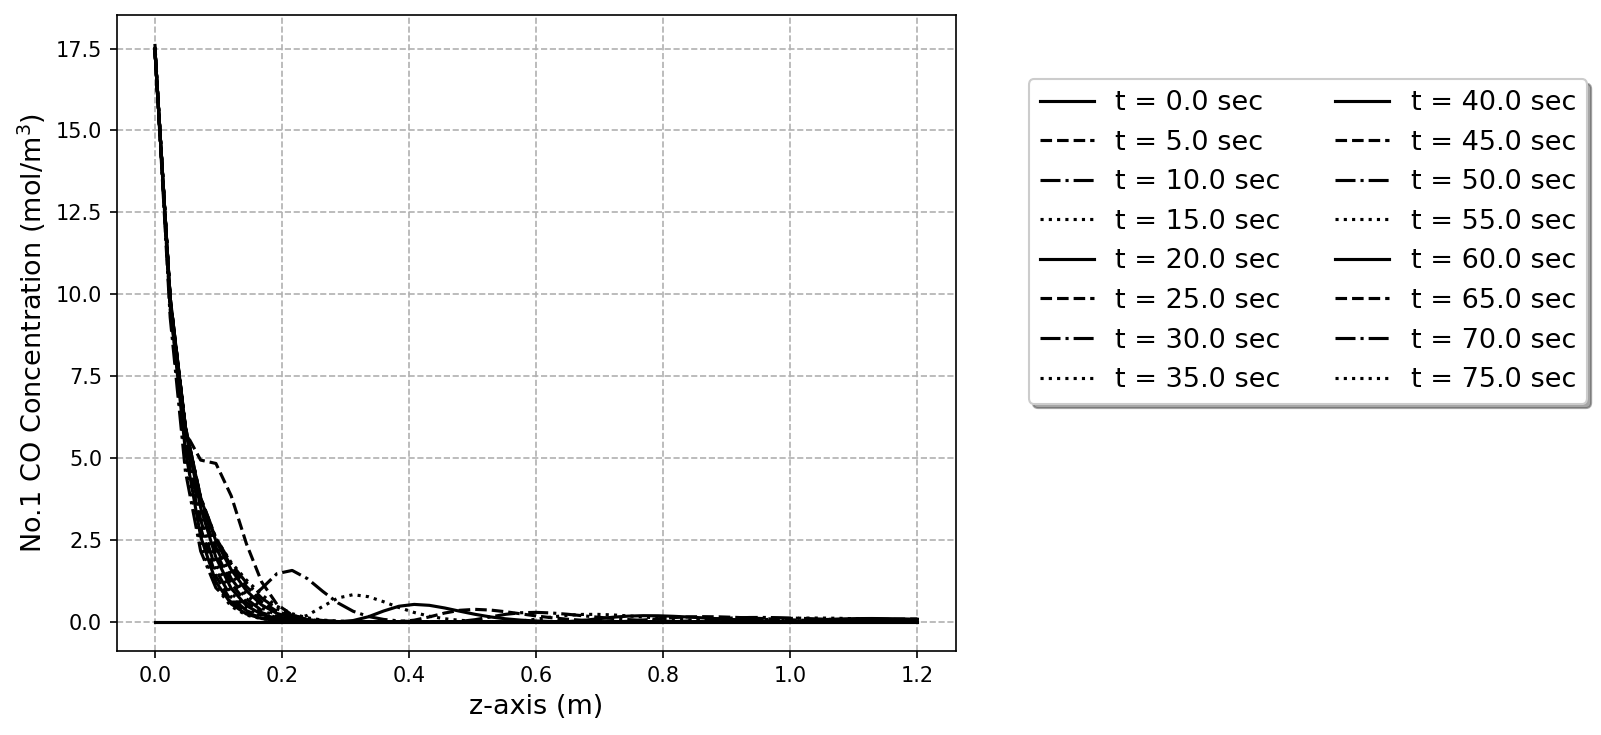 17.5
15.0
12.5
10.0
7.5
5.0
2.5
0.0
No.1 CO Concentration (mol/m³)
0.0 0.2 0.4 0.6 0.8 1.0 1.2
z-axis (m)
t = 0.0 sec
t = 5.0 sec
t = 10.0 sec
t = 15.0 sec
t = 20.0 sec
t = 25.0 sec
t = 30.0 sec
t = 35.0 sec
t = 40.0 sec
t = 45.0 sec
t = 50.0 sec
t = 55.0 sec
t = 60.0 sec
t = 65.0 sec
t = 70.0 sec
t = 75.0 sec